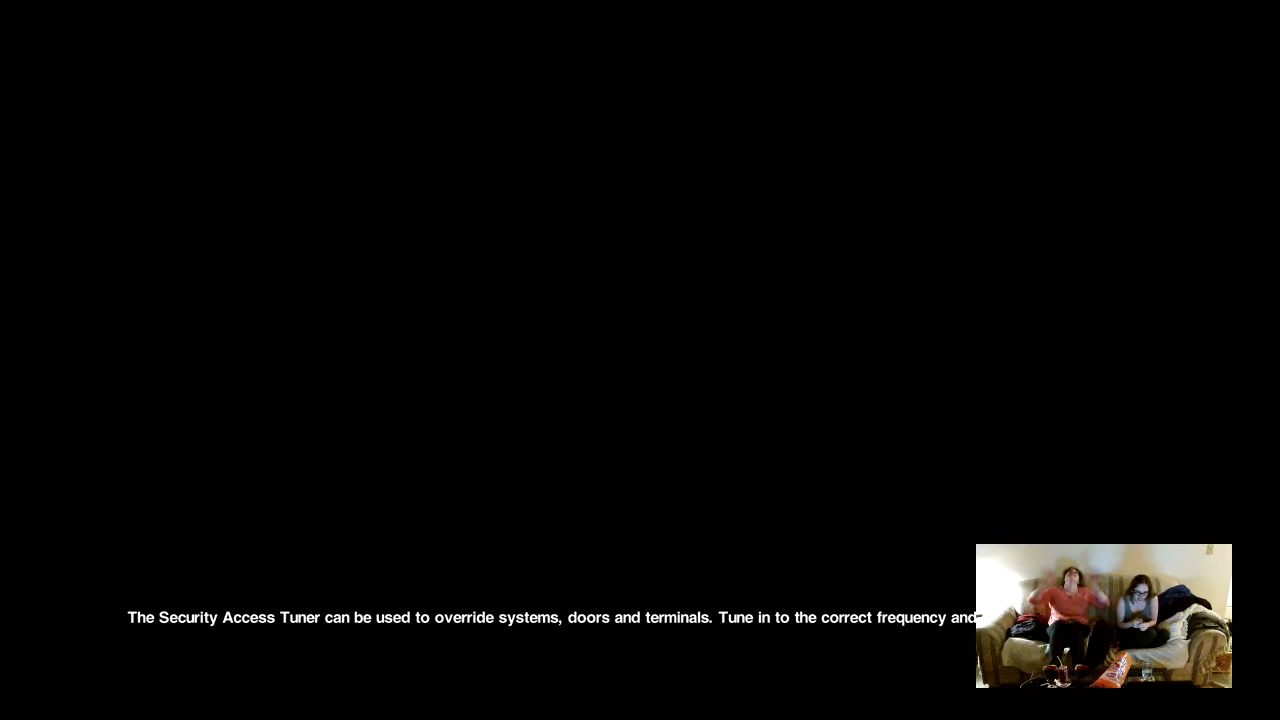 The Security Access Tuner can be used to override systems, doors and terminals. Tune in to the correct frequency and